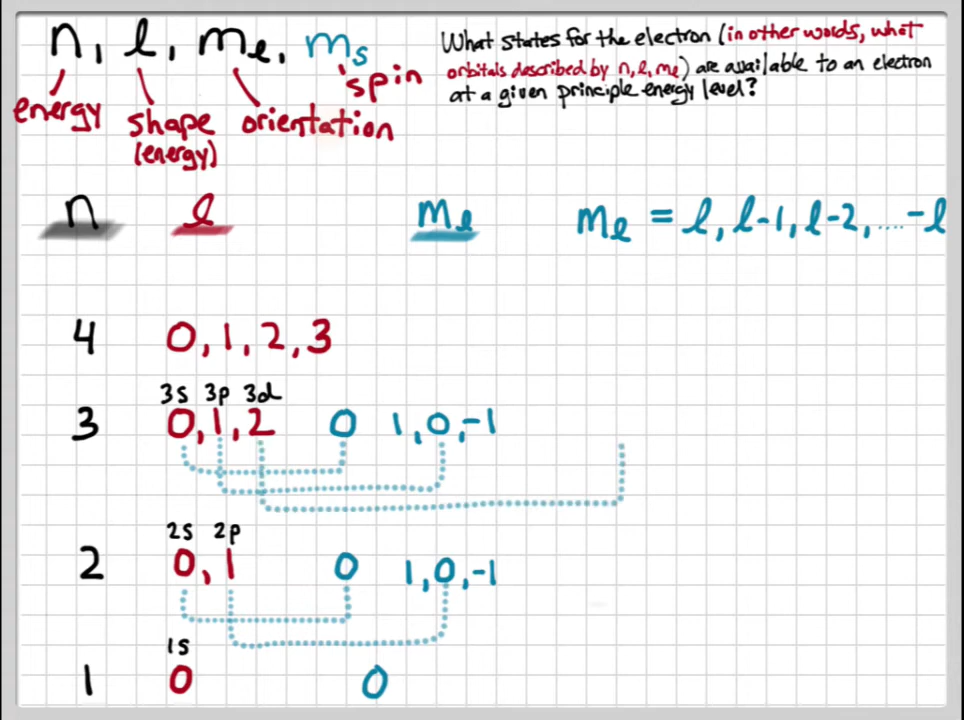 n, l, ml, ms
energy
shape
(energy)
orientation
spin
What states for the electron (in other words, what
orbitals described by n, l, ml) are available to an electron
at a given principle energy level?
n l ml ml = l, l-1, l-2, .... -l
4 0, 1, 2, 3
3s 3p 3d
3 0, 1, 2 0 1, 0, -1
2s 2p
2 0, 1 0 1, 0, -1
1s
1 0 0